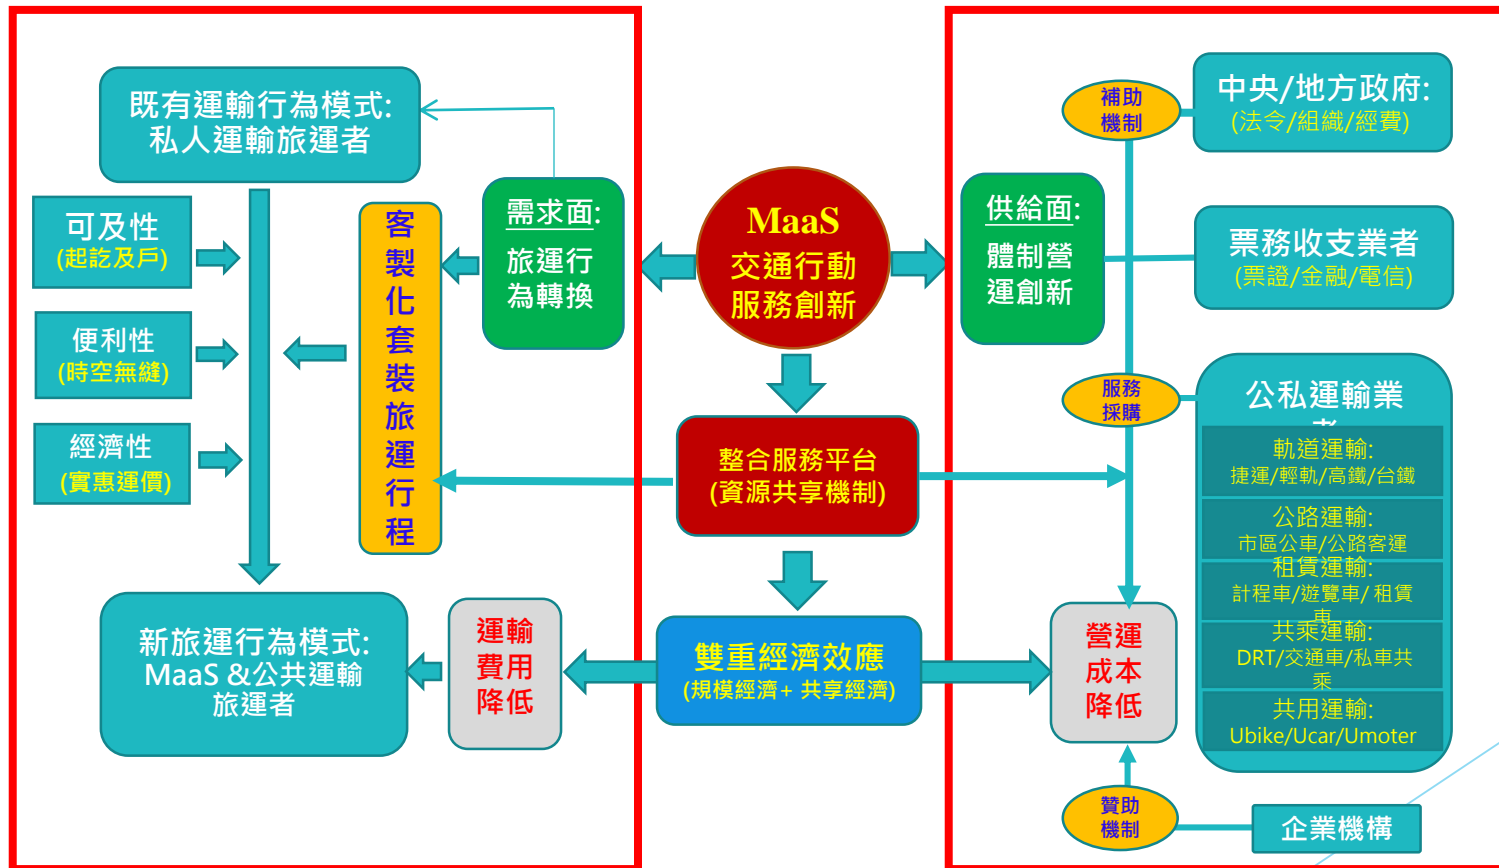 既有運輸行為模式:
私人運輸旅運者
可及性
(起訖及戶)
便利性
(時空無縫)
經濟性
(實惠運價)
客
製
化
套
裝
旅
運
行
程
需求面:
旅運行
為轉換
新旅運行為模式:
MaaS &公共運輸
旅運者
運輸
費用
降低
MaaS
交通行動
服務創新
整合服務平台
(資源共享機制)
雙重經濟效應
(規模經濟+ 共享經濟)
供給面:
體制營
運創新
補助
機制
中央/地方政府:
(法令/組織/經費)
票務收支業者
(票證/金融/電信)
服務
採購
公私運輸業
者
軌道運輸:
捷運/輕軌/高鐵/台鐵
公路運輸:
市區公車/公路客運
租賃運輸:
計程車/遊覽車/ 租賃
車
共乘運輸:
DRT/交通車/私車共
乘
共用運輸:
Ubike/Ucar/Umoter
營運
成本
降低
贊助
機制
企業機構